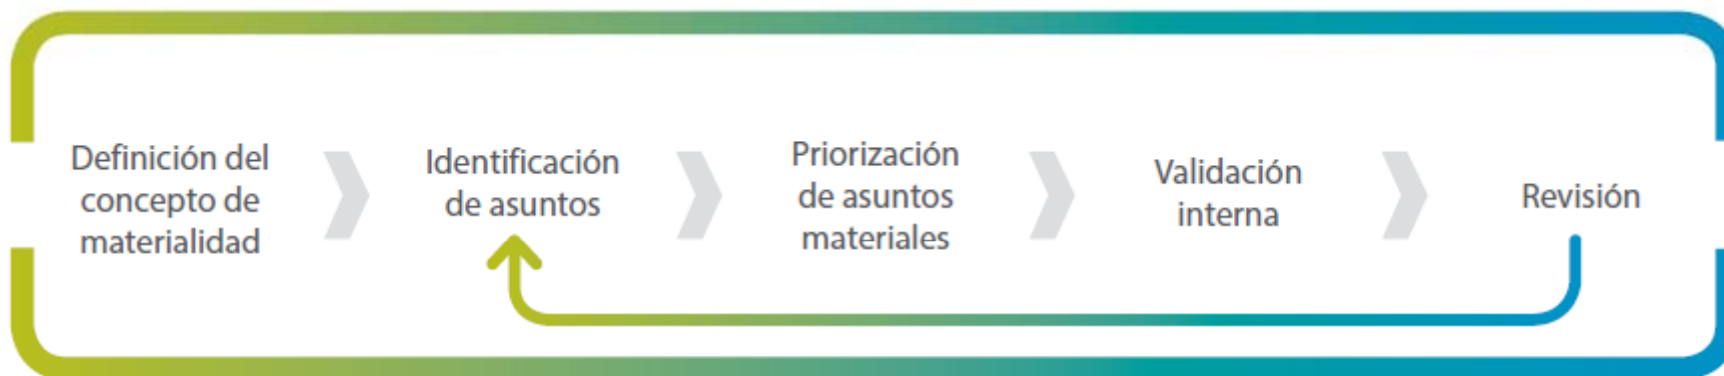 Definición del
concepto de
materialidad
Identificación
de asuntos
Priorización
de asuntos
materiales
Validación
interna
Revisión